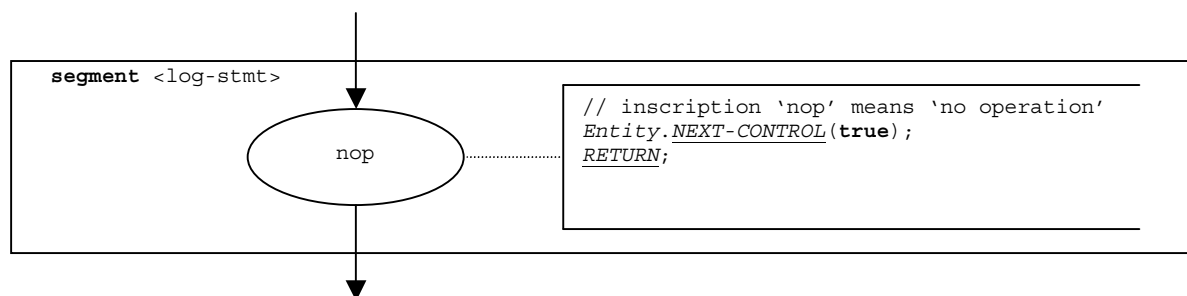 segment <log-stmt>
nop
// inscription ‘nop’ means ‘no operation’
Entity.NEXT-CONTROL(true);
RETURN;